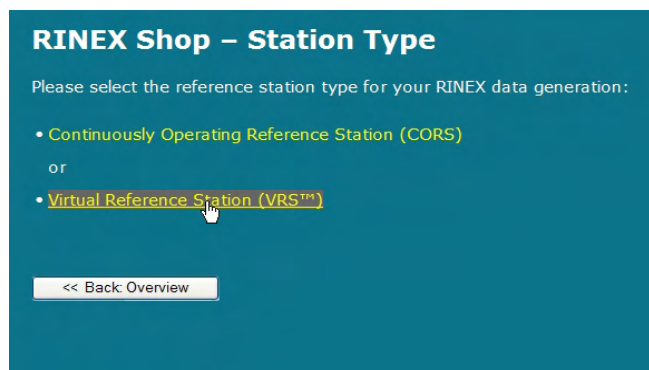 RINEX Shop – Station Type
Please select the reference station type for your RINEX data generation:
• Continuously Operating Reference Station (CORS)
or
• Virtual Reference Station (VRS™)
<< Back: Overview